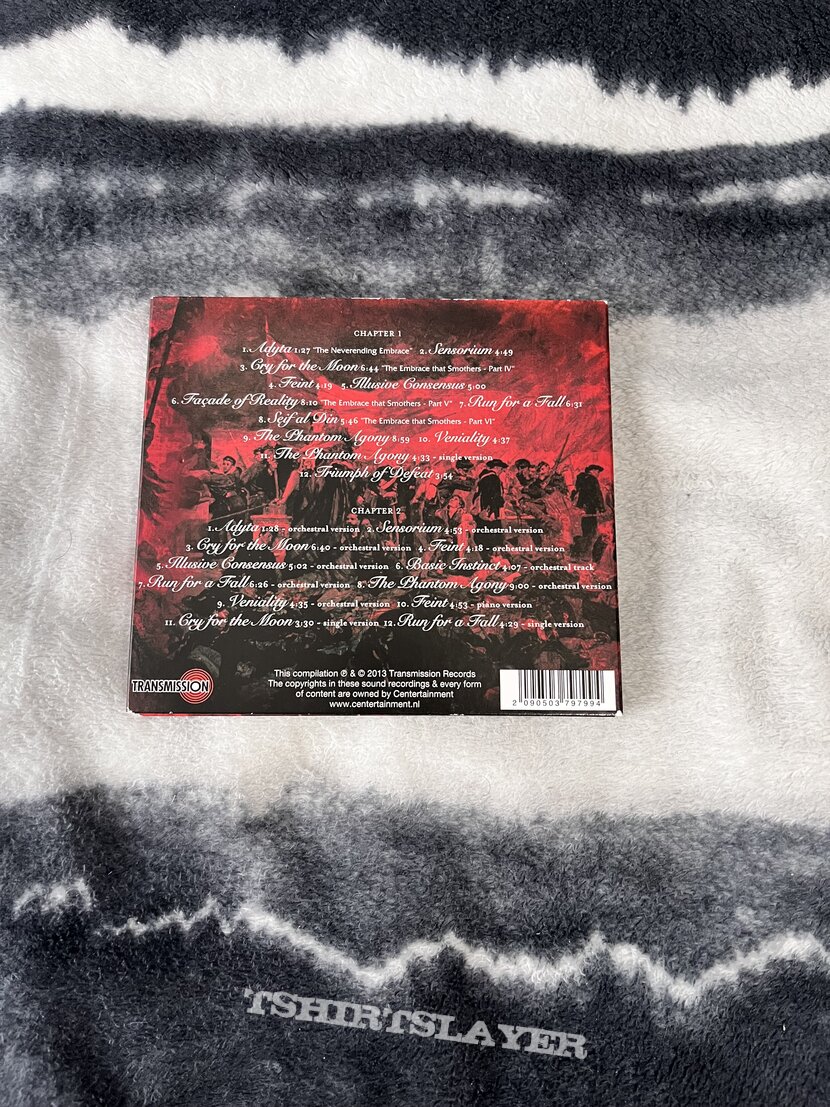 CHAPTER 1
1. Adyta 1:27 "The Neverending Embrace" 2. Sensorium 4:49
3. Cry for the Moon 6:44 "The Embrace that Smothers - Part IV"
4. Feint 4:19 5. Illusive Consensus 5:00
6. Façade of Reality 8:10 "The Embrace that Smothers - Part V" 7. Run for a Fall 6:31
8. Seif al Din 5:46 "The Embrace that Smothers - Part VI"
9. The Phantom Agony 8:59 10. Veniality 4:37
11. The Phantom Agony 4:33 - single version
12. Triumph of Defeat 3:54
CHAPTER 2
1. Adyta 1:28 - orchestral version 2. Sensorium 4:53 - orchestral version
3. Cry for the Moon 6:40 - orchestral version 4. Feint 4:18 - orchestral version
5. Illusive Consensus 5:02 - orchestral version 6. Basic Instinct 4:07 - orchestral track
7. Run for a Fall 6:26 - orchestral version 8. The Phantom Agony 9:00 - orchestral version
9. Veniality 4:35 - orchestral version 10. Feint 4:53 - piano version
11. Cry for the Moon 3:30 - single version 12. Run for a Fall 4:29 - single version
TRANSMISSION
This compilation ℗ & © 2013 Transmission Records
The copyrights in these sound recordings & every form
of content are owned by Centertainment
www.centertainment.nl
2 090503 797994
TSHIRTSLAYER